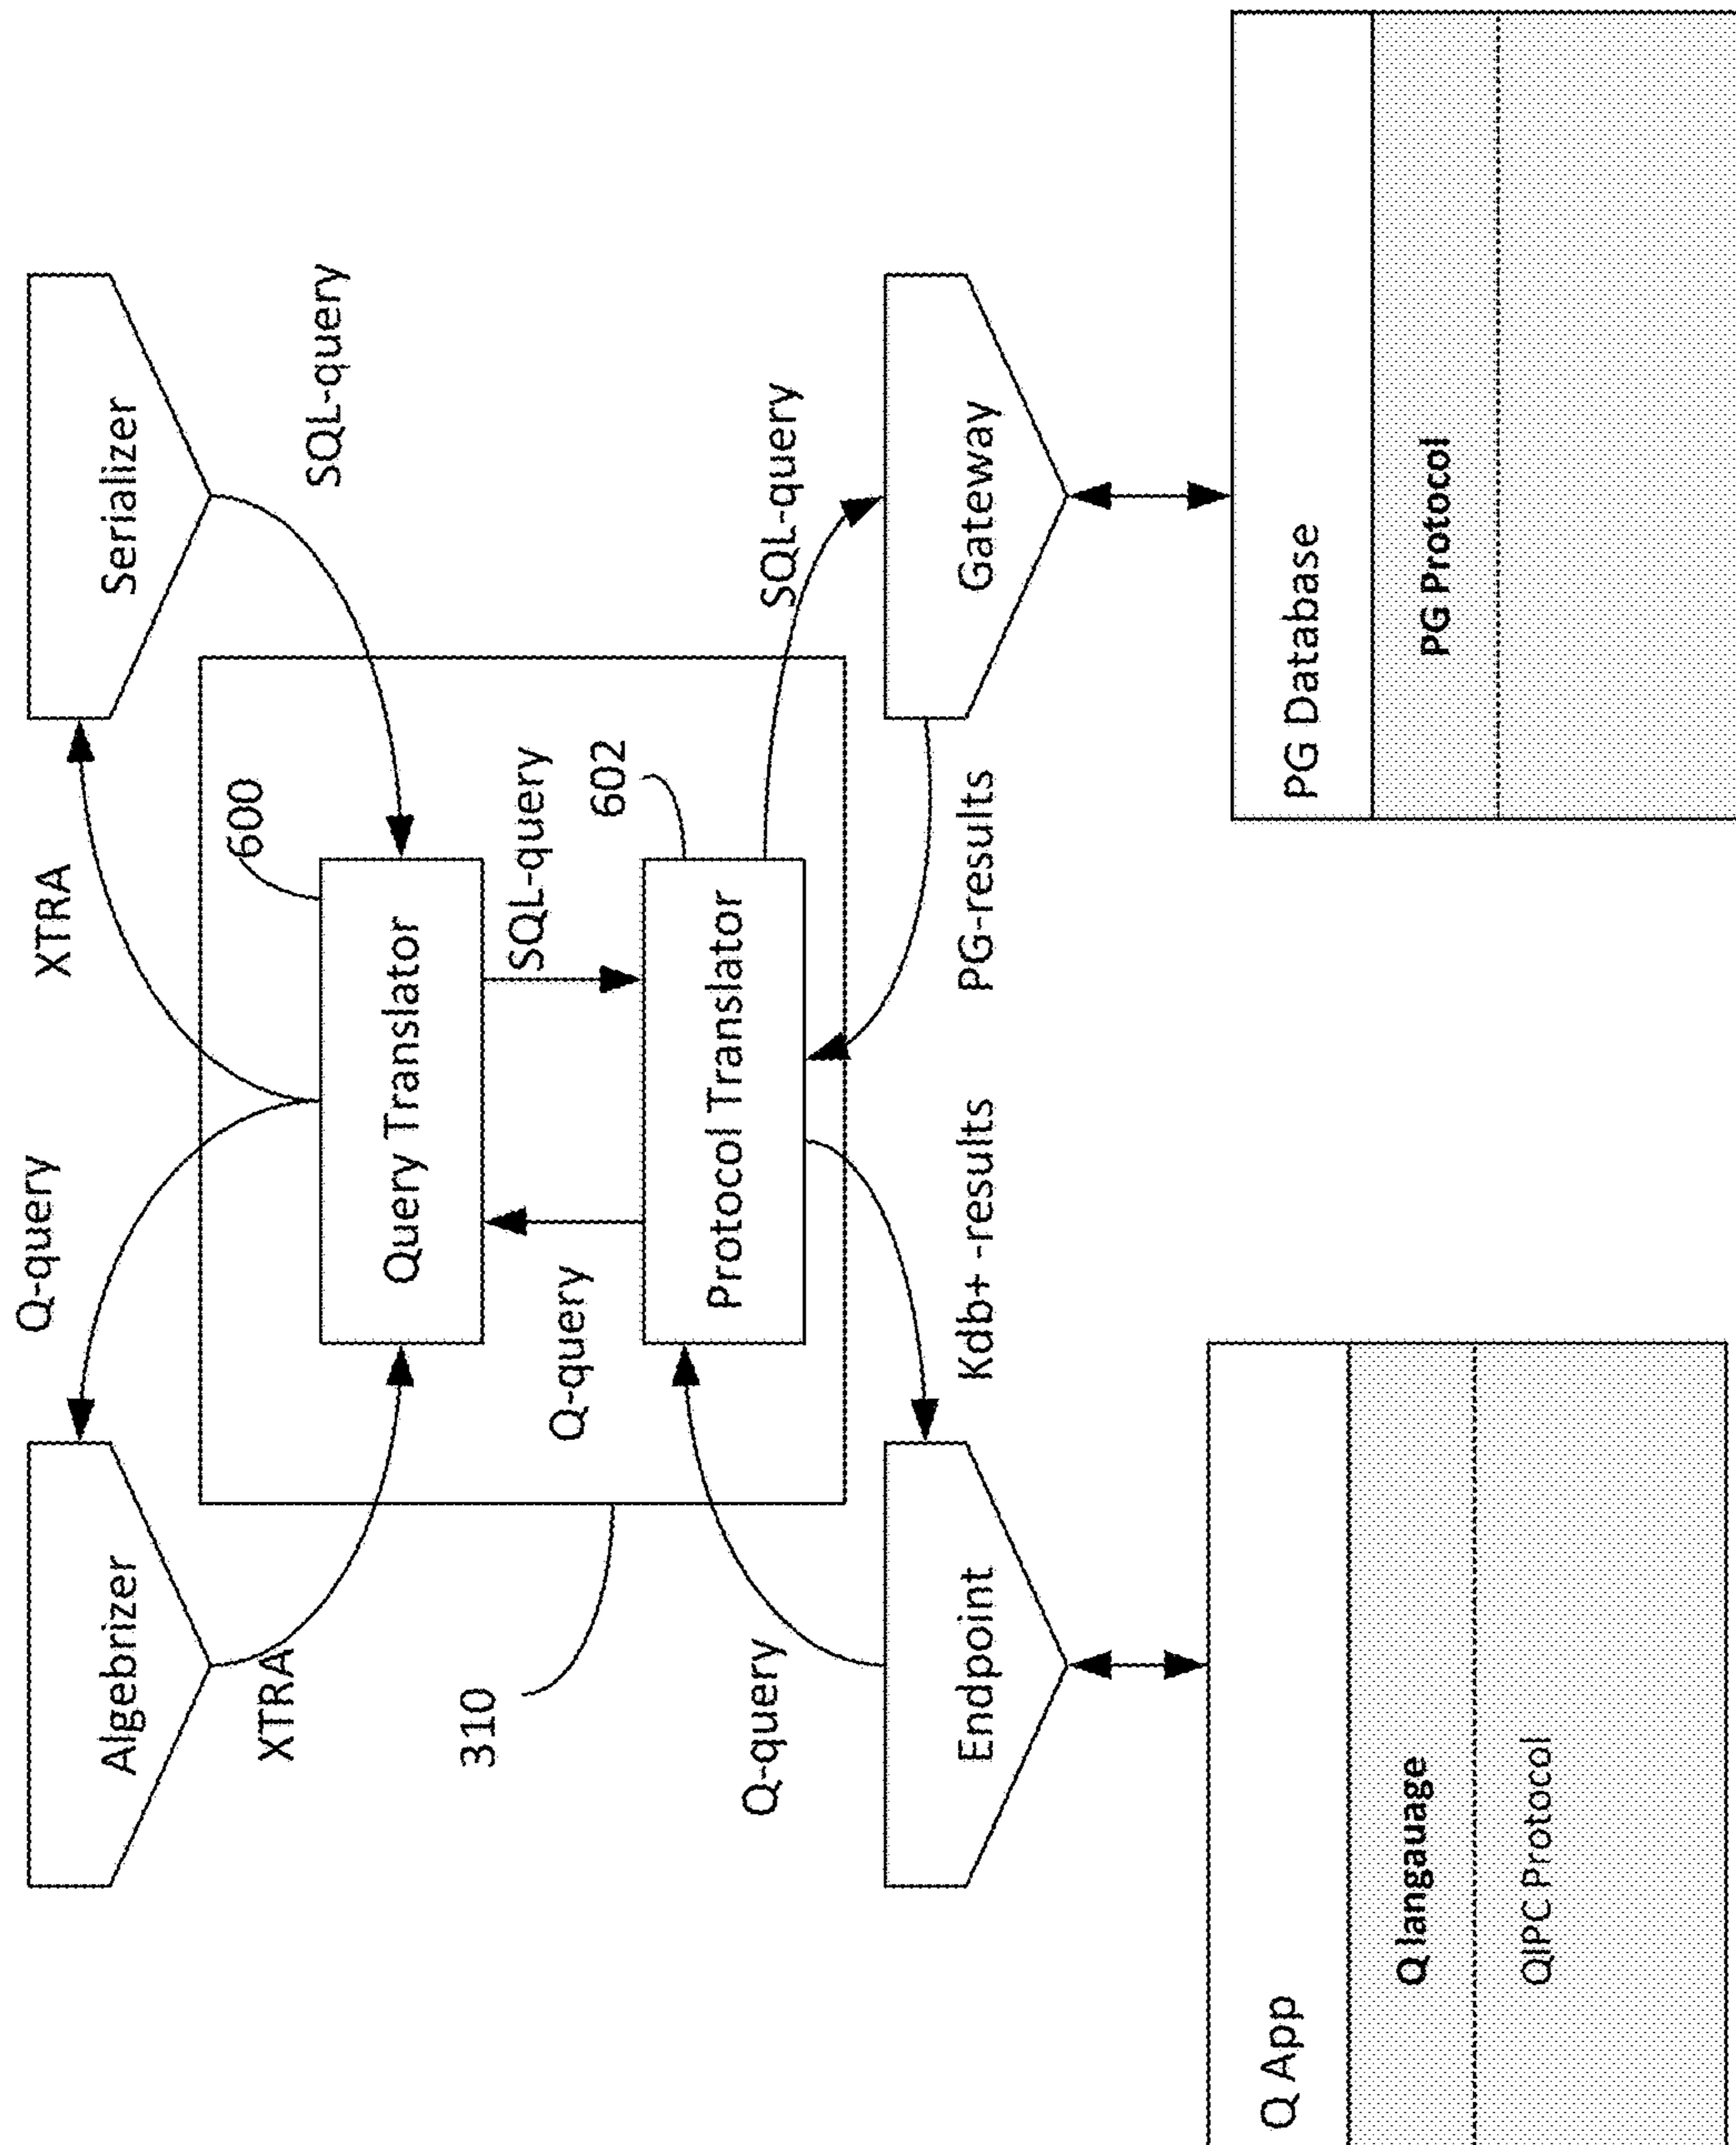 Q-query
XTRA
Algebrizer
Serializer
XTRA
SQL-query
600
Query Translator
310
Q-query
SQL-query
602
Protocol Translator
Q-query
SQL-query
Endpoint
Kdb+ -results
PG-results
Gateway
Q App
Q langauage
QIPC Protocol
PG Database
PG Protocol